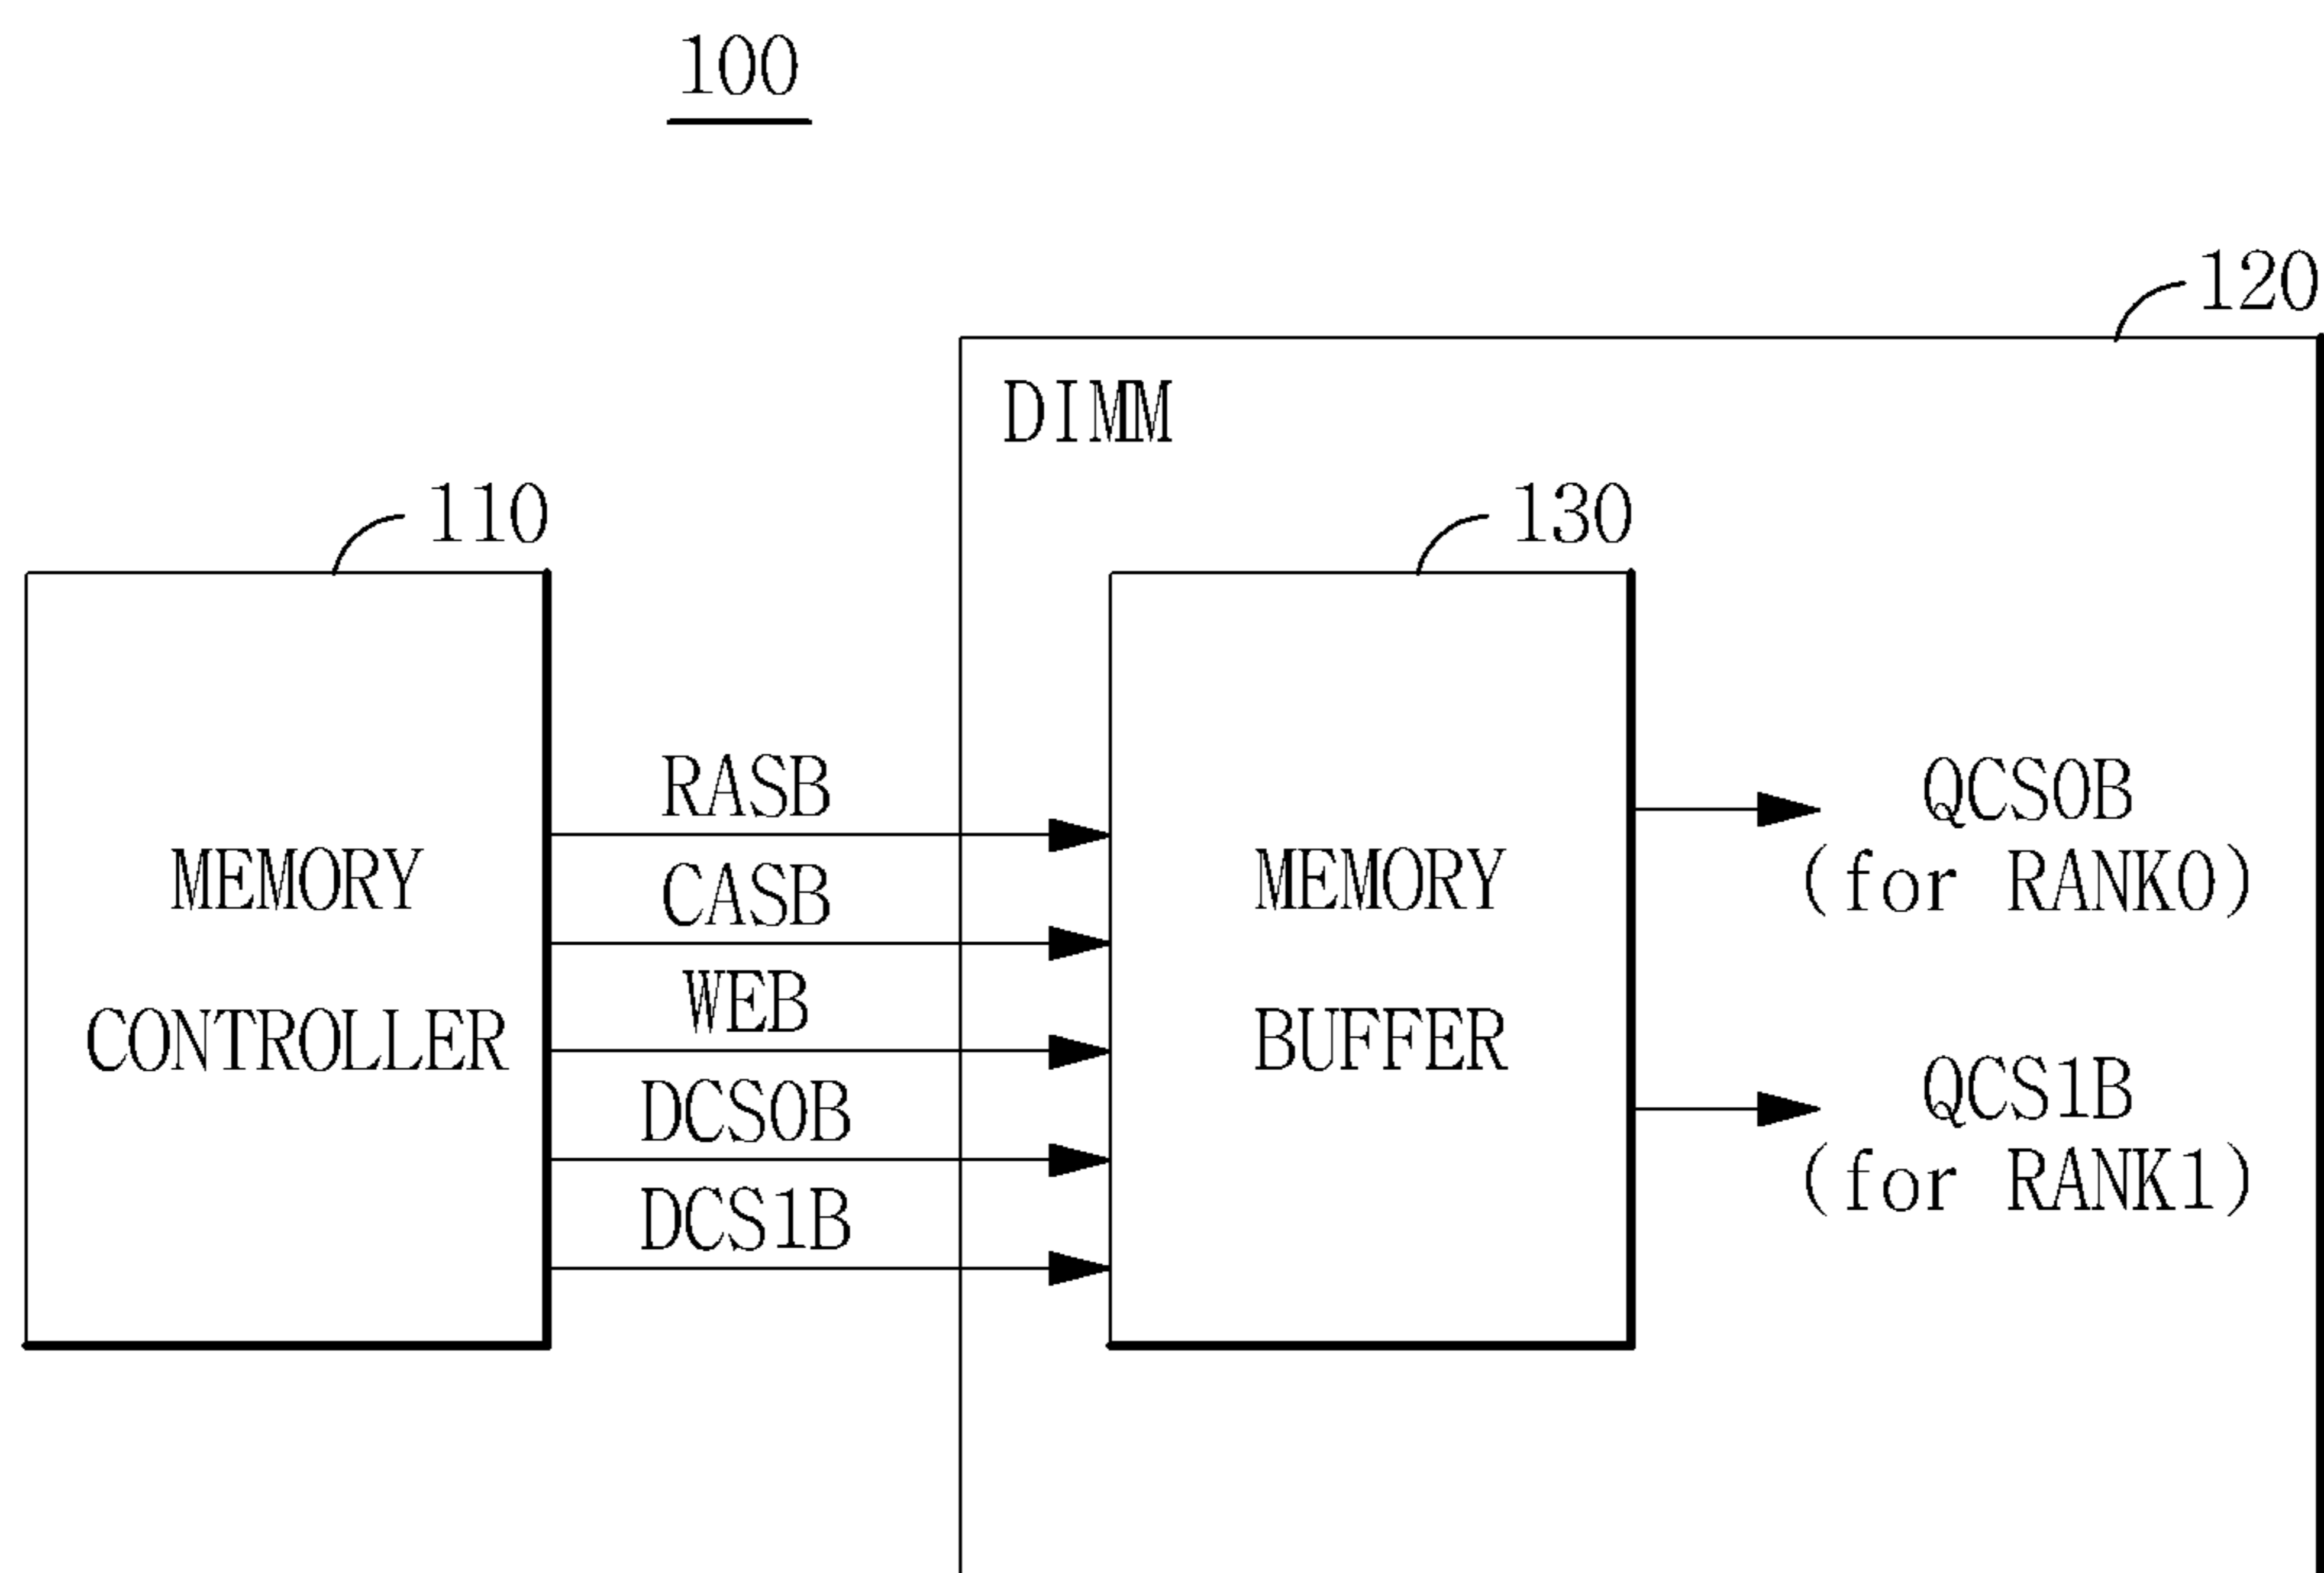 100
120
DIMM
110
130
RASB
CASB
WEB
DCS0B
DCS1B
MEMORY
CONTROLLER
MEMORY
BUFFER
QCS0B
(for RANK0)
QCS1B
(for RANK1)